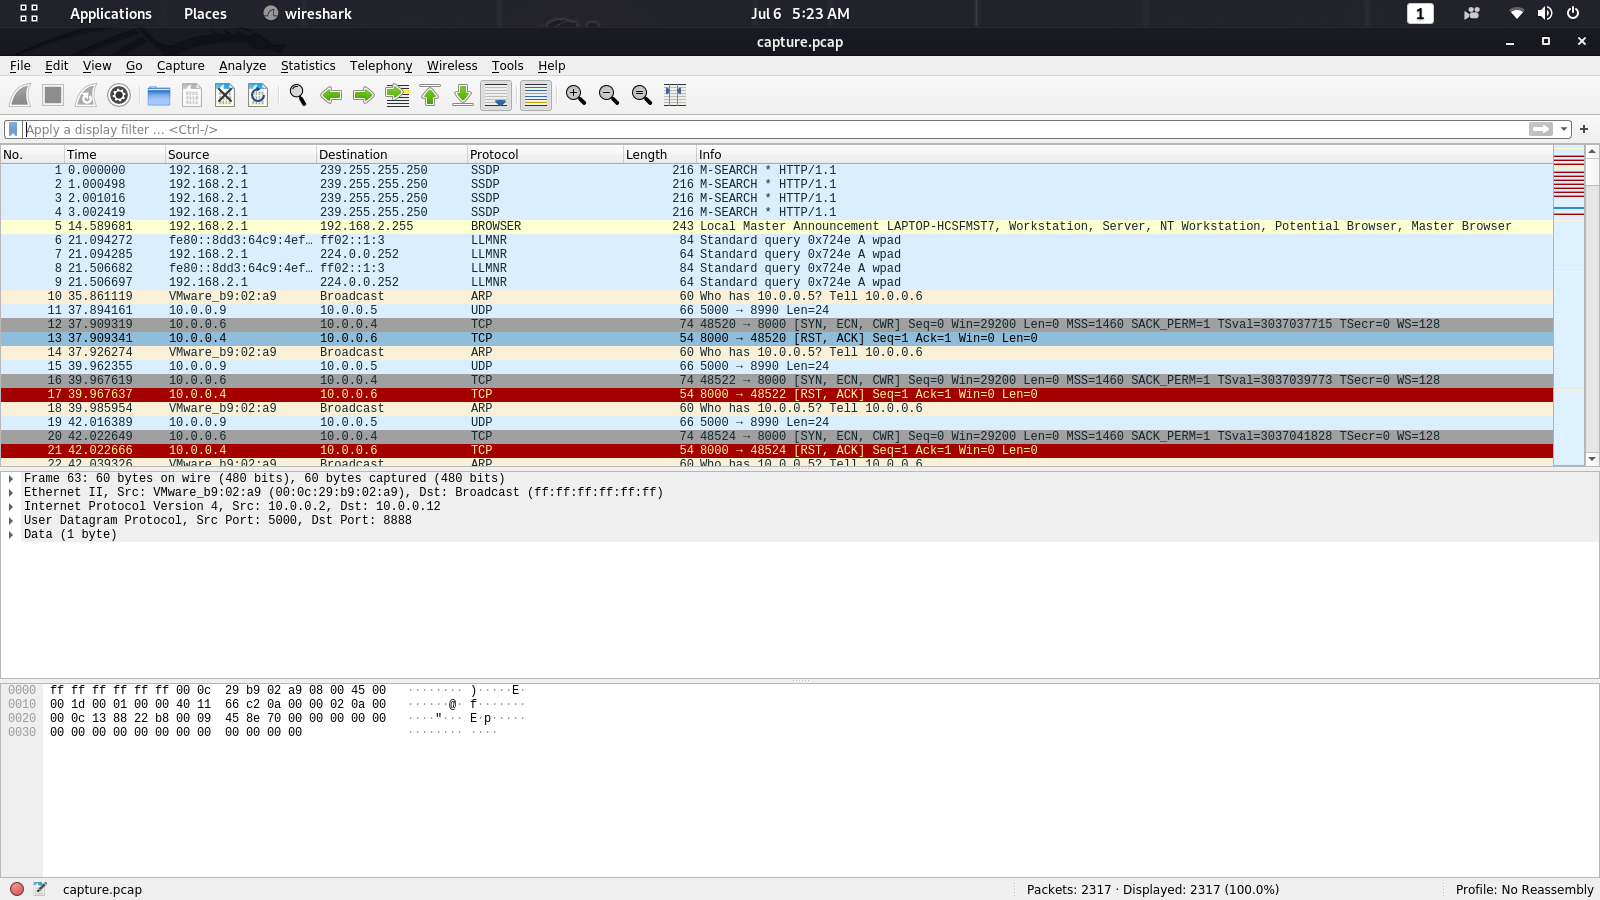 Applications Places wireshark Jul 6 5:23 AM 1
capture.pcap
File Edit View Go Capture Analyze Statistics Telephony Wireless Tools Help
Apply a display filter … <Ctrl-/>
No. Time Source Destination Protocol Length Info
1 0.000000 192.168.2.1 239.255.255.250 SSDP 216 M-SEARCH * HTTP/1.1
2 1.000498 192.168.2.1 239.255.255.250 SSDP 216 M-SEARCH * HTTP/1.1
3 2.001016 192.168.2.1 239.255.255.250 SSDP 216 M-SEARCH * HTTP/1.1
4 3.002419 192.168.2.1 239.255.255.250 SSDP 216 M-SEARCH * HTTP/1.1
5 14.589681 192.168.2.1 192.168.2.255 BROWSER 243 Local Master Announcement LAPTOP-HCSFMST7, Workstation, Server, NT Workstation, Potential Browser, Master Browser
6 21.094272 fe80::8dd3:64c9:4ef… ff02::1:3 LLMNR 84 Standard query 0x724e A wpad
7 21.094285 192.168.2.1 224.0.0.252 LLMNR 64 Standard query 0x724e A wpad
8 21.506682 fe80::8dd3:64c9:4ef… ff02::1:3 LLMNR 84 Standard query 0x724e A wpad
9 21.506697 192.168.2.1 224.0.0.252 LLMNR 64 Standard query 0x724e A wpad
10 35.861119 VMware_b9:02:a9 Broadcast ARP 60 Who has 10.0.0.5? Tell 10.0.0.6
11 37.894161 10.0.0.9 10.0.0.5 UDP 66 5000 → 8990 Len=24
12 37.909319 10.0.0.6 10.0.0.4 TCP 74 48520 → 8000 [SYN, ECN, CWR] Seq=0 Win=29200 Len=0 MSS=1460 SACK_PERM=1 TSval=3037037715 TSecr=0 WS=128
13 37.909341 10.0.0.4 10.0.0.6 TCP 54 8000 → 48520 [RST, ACK] Seq=1 Ack=1 Win=0 Len=0
14 37.926274 VMware_b9:02:a9 Broadcast ARP 60 Who has 10.0.0.5? Tell 10.0.0.6
15 39.962355 10.0.0.9 10.0.0.5 UDP 66 5000 → 8990 Len=24
16 39.967619 10.0.0.6 10.0.0.4 TCP 74 48522 → 8000 [SYN, ECN, CWR] Seq=0 Win=29200 Len=0 MSS=1460 SACK_PERM=1 TSval=3037039773 TSecr=0 WS=128
17 39.967637 10.0.0.4 10.0.0.6 TCP 54 8000 → 48522 [RST, ACK] Seq=1 Ack=1 Win=0 Len=0
18 39.985954 VMware_b9:02:a9 Broadcast ARP 60 Who has 10.0.0.5? Tell 10.0.0.6
19 42.016389 10.0.0.9 10.0.0.5 UDP 66 5000 → 8990 Len=24
20 42.022649 10.0.0.6 10.0.0.4 TCP 74 48524 → 8000 [SYN, ECN, CWR] Seq=0 Win=29200 Len=0 MSS=1460 SACK_PERM=1 TSval=3037041828 TSecr=0 WS=128
21 42.022666 10.0.0.4 10.0.0.6 TCP 54 8000 → 48524 [RST, ACK] Seq=1 Ack=1 Win=0 Len=0
22 42.039326 VMware_b9:02:a9 Broadcast ARP 60 Who has 10.0.0.5? Tell 10.0.0.6
Frame 63: 60 bytes on wire (480 bits), 60 bytes captured (480 bits)
Ethernet II, Src: VMware_b9:02:a9 (00:0c:29:b9:02:a9), Dst: Broadcast (ff:ff:ff:ff:ff:ff)
Internet Protocol Version 4, Src: 10.0.0.2, Dst: 10.0.0.12
User Datagram Protocol, Src Port: 5000, Dst Port: 8888
Data (1 byte)
0000 ff ff ff ff ff ff 00 0c 29 b9 02 a9 08 00 45 00 ········ )·····E·
0010 00 1d 00 01 00 00 40 11 66 c2 0a 00 00 02 0a 00 ······@· f·······
0020 00 0c 13 88 22 b8 00 09 45 8e 70 00 00 00 00 00 ····"··· E·p·····
0030 00 00 00 00 00 00 00 00 00 00 00 00 ········ ····
capture.pcap Packets: 2317 · Displayed: 2317 (100.0%) Profile: No Reassembly